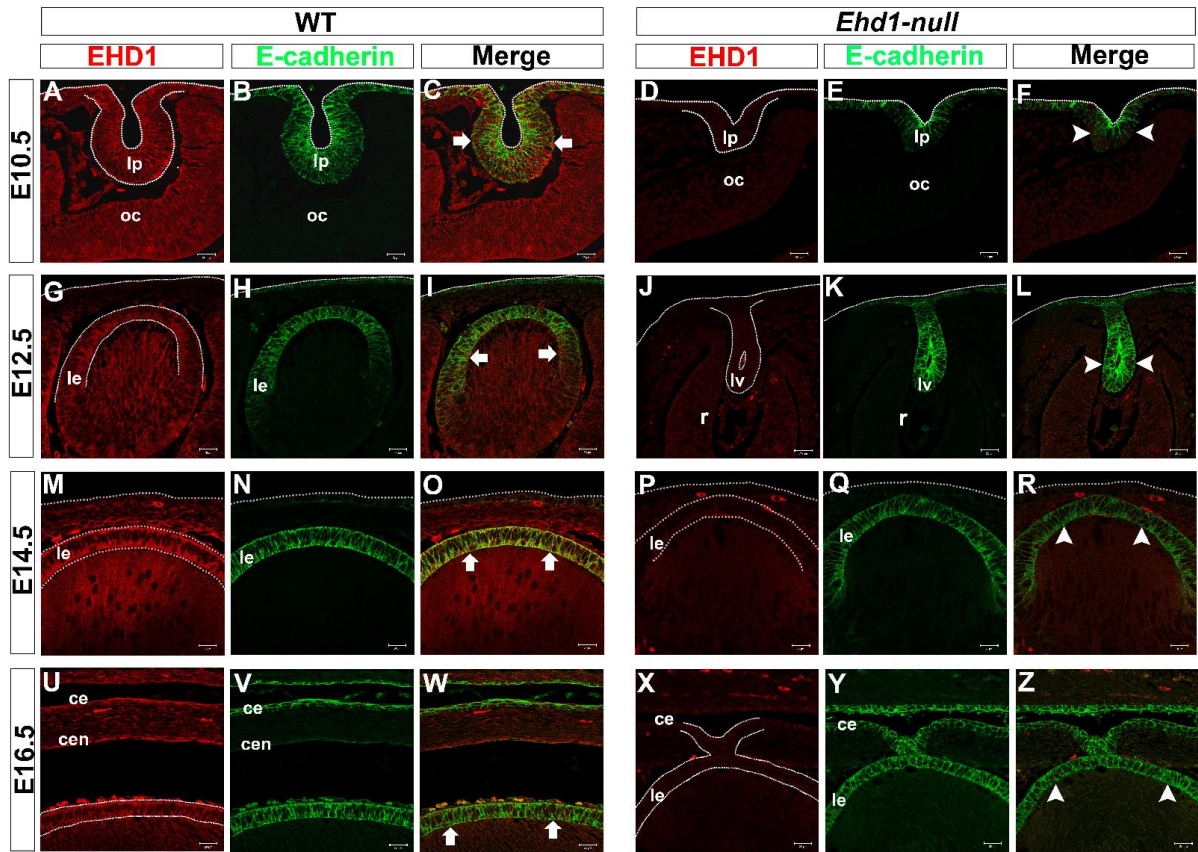 WT Ehd1-null
EHD1 E-cadherin Merge EHD1 E-cadherin Merge
E10.5
A B C D E F
lp lp lp lp
oc oc oc oc
E12.5
G H I J K L
le le lv lv
r r
E14.5
M N O P Q R
le le le le
E16.5
U V W X Y Z
ce ce ce ce
cen cen
le le